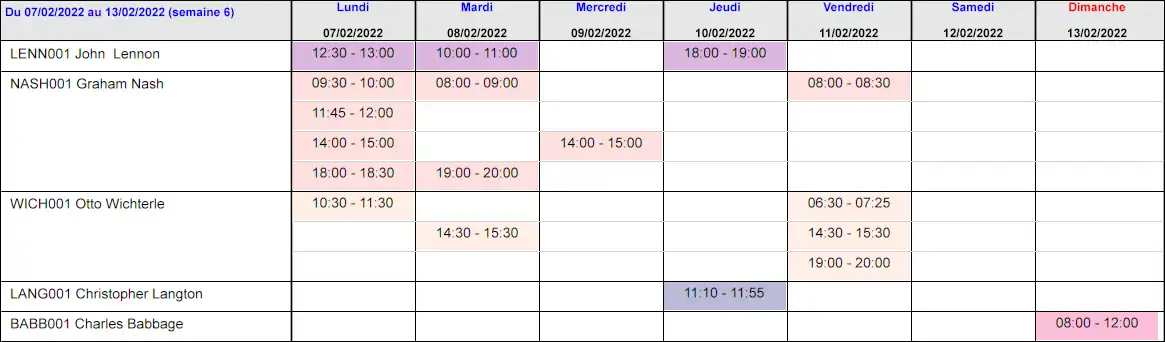 Du 07/02/2022 au 13/02/2022 (semaine 6) Lundi Mardi Mercredi Jeudi Vendredi Samedi Dimanche
07/02/2022 08/02/2022 09/02/2022 10/02/2022 11/02/2022 12/02/2022 13/02/2022
LENN001 John  Lennon 12:30 - 13:00 10:00 - 11:00 18:00 - 19:00
NASH001 Graham Nash 09:30 - 10:00 08:00 - 09:00 08:00 - 08:30
11:45 - 12:00
14:00 - 15:00 14:00 - 15:00
18:00 - 18:30 19:00 - 20:00
WICH001 Otto Wichterle 10:30 - 11:30 06:30 - 07:25
14:30 - 15:30 14:30 - 15:30
19:00 - 20:00
LANG001 Christopher Langton 11:10 - 11:55
BABB001 Charles Babbage 08:00 - 12:00